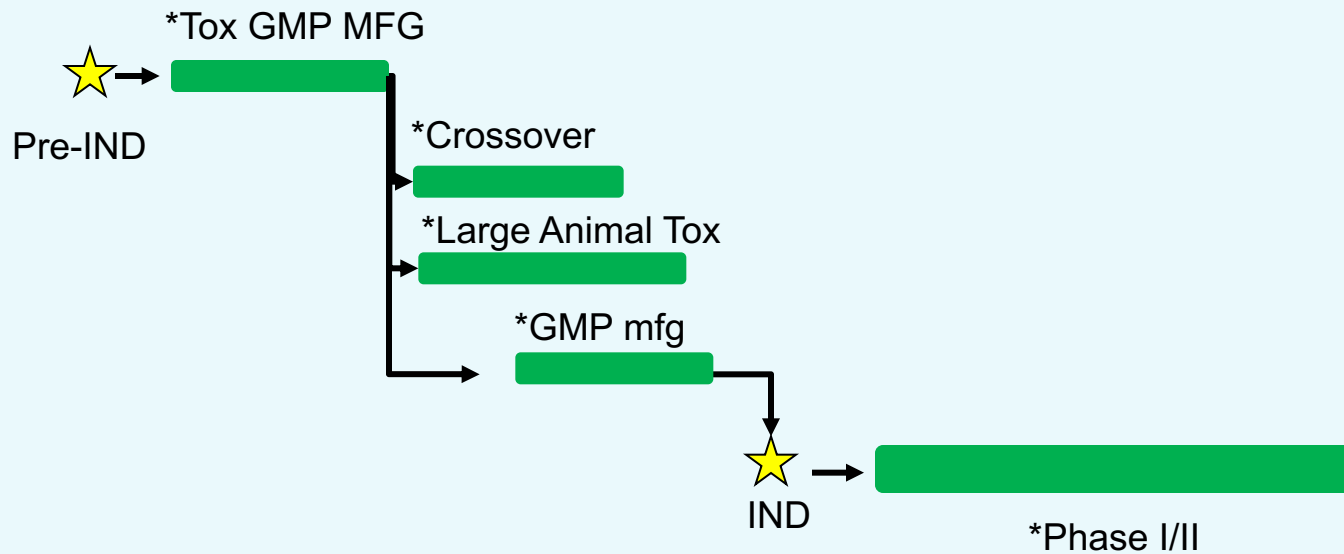 *Tox GMP MFG
Pre-IND
*Crossover
*Large Animal Tox
*GMP mfg
IND
*Phase I/II